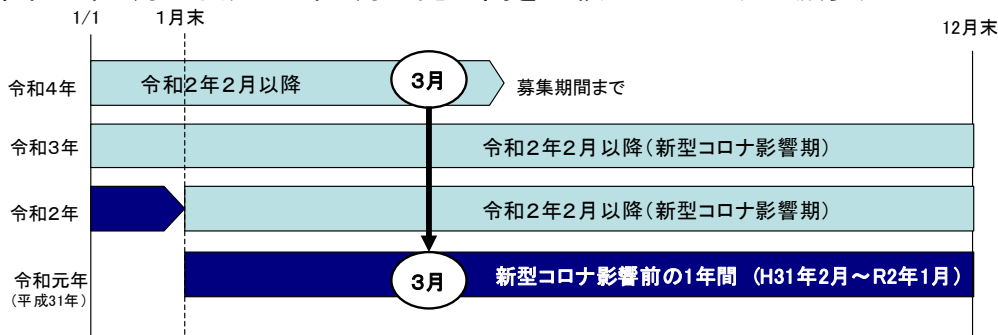 1/1
1月末
12月末
令和4年
令和2年2月以降
3月
募集期間まで
令和3年
令和2年2月以降(新型コロナ影響期)
令和2年
令和2年2月以降(新型コロナ影響期)
令和元年
(平成31年)
3月
新型コロナ影響前の1年間 (H31年2月~R2年1月)